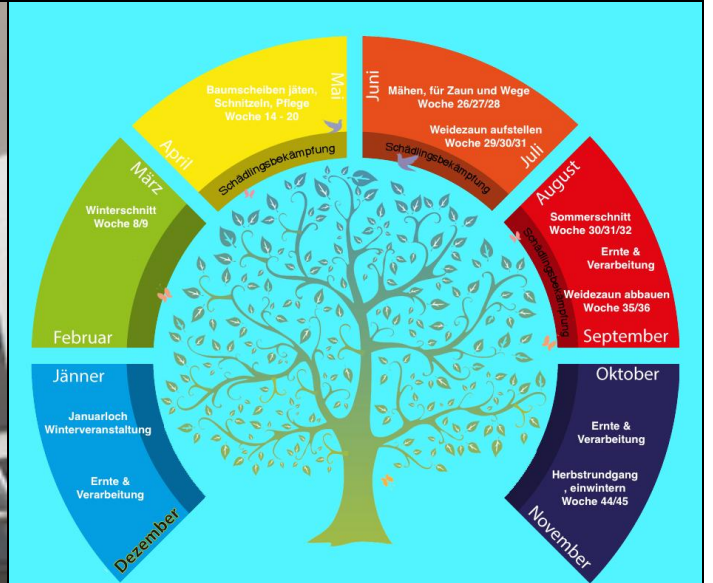 Mai
Baumscheiben jäten,
Schnitzeln, Pflege
Woche 14 - 20
April
Schädlingsbekämpfung
Juni
Mähen, für Zaun und Wege
Woche 26/27/28
Weidezaun aufstellen
Woche 29/30/31
Juli
Schädlingsbekämpfung
März
Winterschnitt
Woche 8/9
Februar
August
Sommerschnitt
Woche 30/31/32
Ernte &
Verarbeitung
Weidezaun abbauen
Woche 35/36
September
Schädlingsbekämpfung
Jänner
Januarloch
Winterveranstaltung
Ernte &
Verarbeitung
Dezember
Oktober
Ernte &
Verarbeitung
Herbstrundgang
, einwintern
Woche 44/45
November